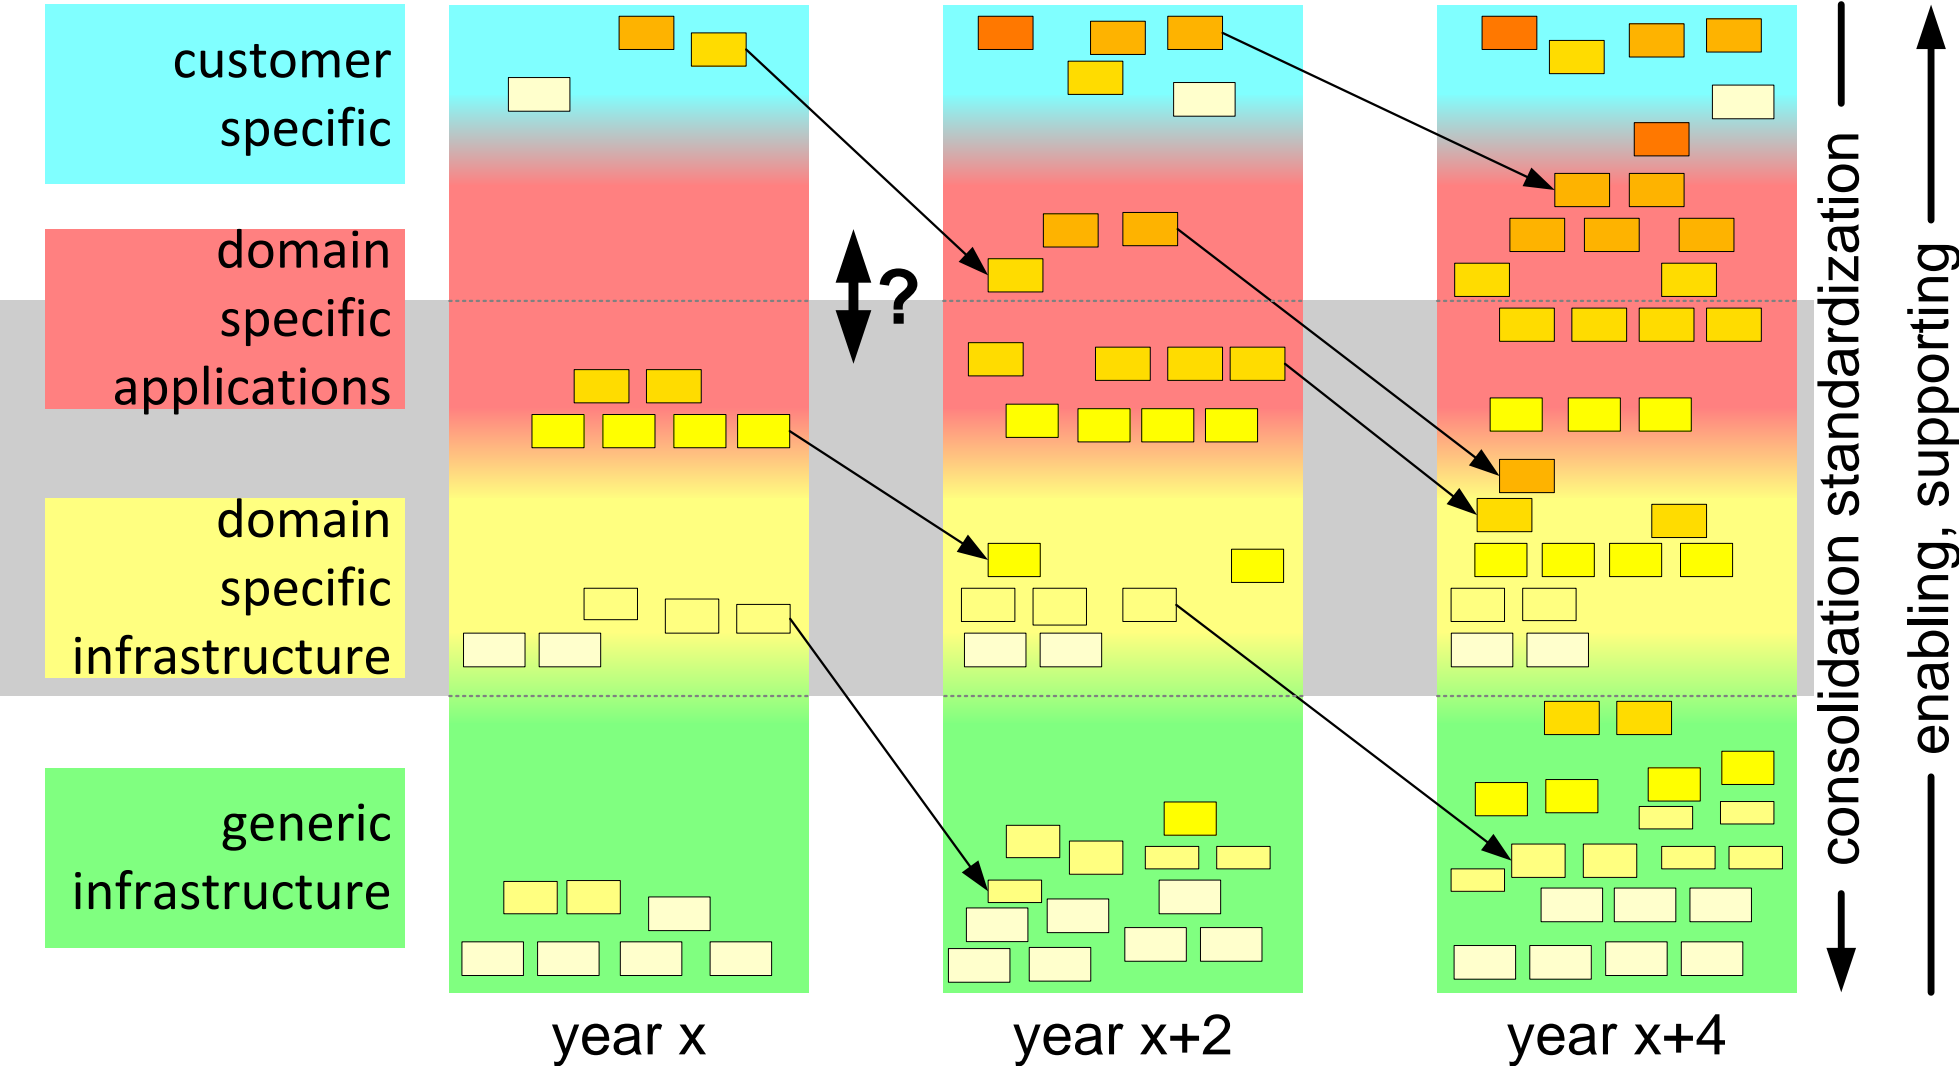 customer
specific
domain
specific
applications
domain
specific
infrastructure
generic
infrastructure
?
year x
year x+2
year x+4
consolidation standardization
enabling, supporting